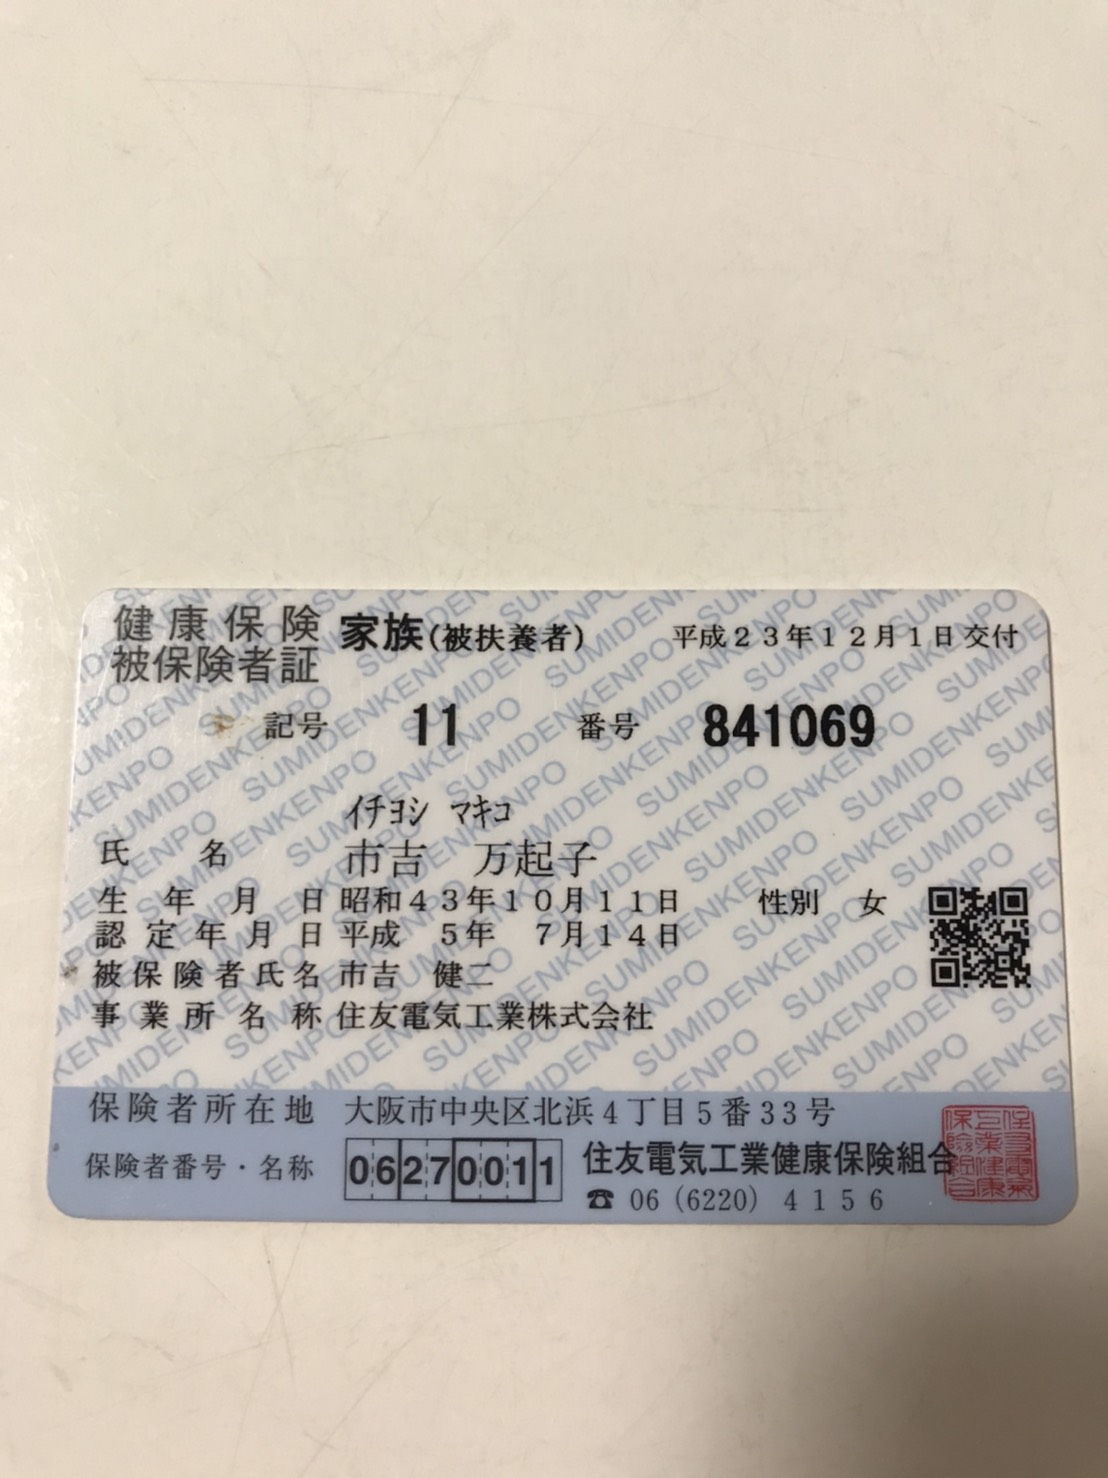 健康保険 家族(被扶養者) 平成23年12月1日交付
被保険者証
記号 11 番号 841069
イチヨシ マキコ
氏名 市吉 万起子
生年月日 昭和43年10月11日 性別 女
認定年月日 平成 5年 7月14日
被保険者氏名 市吉 健二
事業所名称 住友電気工業株式会社
保険者所在地 大阪市中央区北浜4丁目5番33号
保険者番号・名称 06270011 住友電気工業健康保険組合
☎ 06 (6220) 4156
SUMIDENKENPO